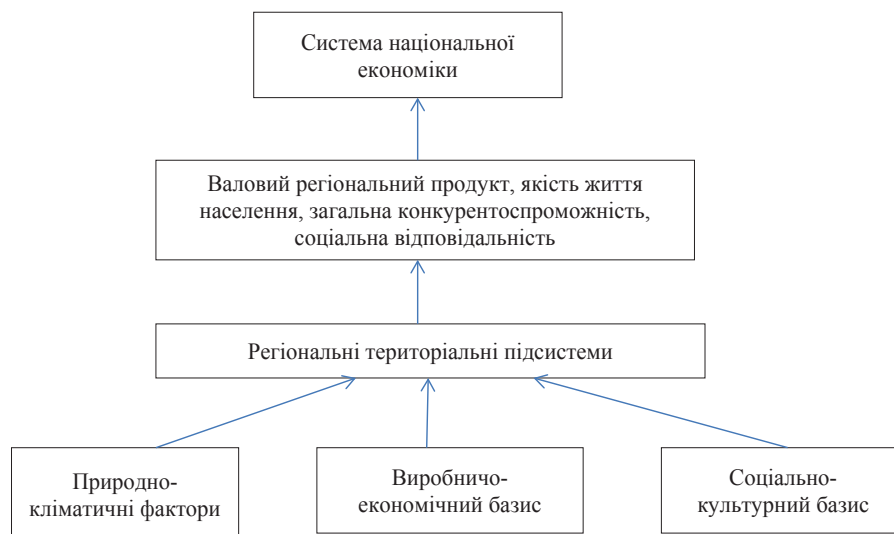 Система національної
економіки
Валовий регіональний продукт, якість життя
населення, загальна конкурентоспроможність,
соціальна відповідальність
Регіональні територіальні підсистеми
Природно-
кліматичні фактори
Виробничо-
економічний базис
Соціально-
культурний базис